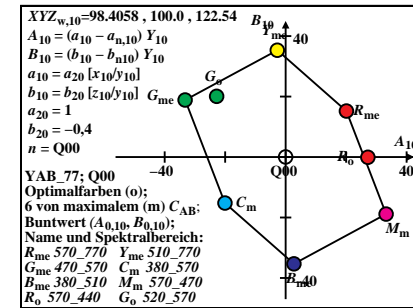 XYZw,10=98.4058 , 100.0 , 122.54
A10 = (a10 – an,10) Y10
B10 = (b10 – bn10) Y10
a10 = a20 [x10/y10]
b10 = b20 [z10/y10]
a20 = 1
b20 = –0,4
n = Q00
YAB_77; Q00
Optimalfarben (o);
6 von maximalem (m) CAB;
Buntwert (A0,10, B0,10);
Name und Spektralbereich:
Rme 570_770 Yme 510_770
Gme 470_570 Cm 380_570
Bme 380_510 Mm 570_470
Ro 570_440 Go 520_570
B10
Yme
40
Go
Gme
Rme
A10
Ro
Q00
–40
40
Cm
Mm
Bme
–40